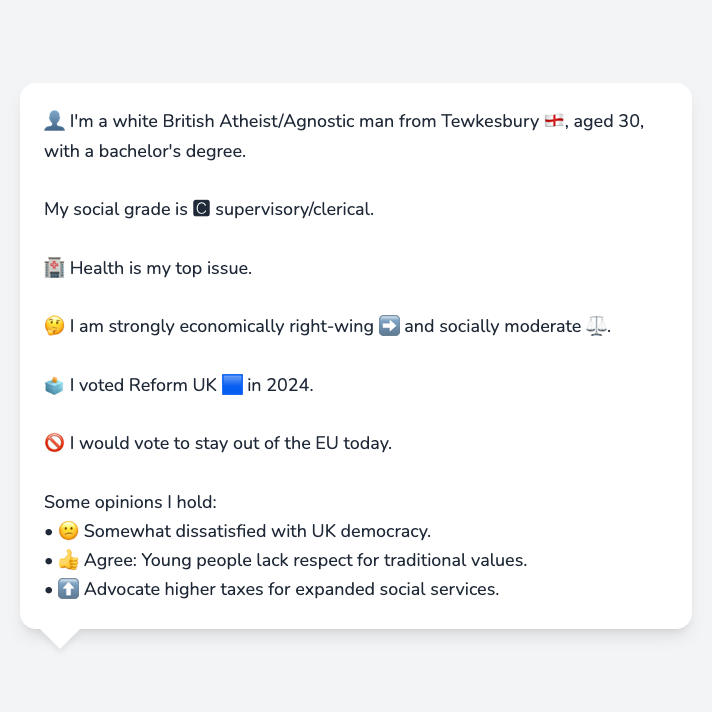 👤 I'm a white British Atheist/Agnostic man from Tewkesbury 🏴󠁧󠁢󠁥󠁮󠁧󠁿, aged 30,
with a bachelor's degree.
My social grade is 🅲 supervisory/clerical.
🏥 Health is my top issue.
🤔 I am strongly economically right-wing ➡️ and socially moderate ⚖️.
🗳️ I voted Reform UK 🟦 in 2024.
🚫 I would vote to stay out of the EU today.
Some opinions I hold:
• 🙁 Somewhat dissatisfied with UK democracy.
• 👍 Agree: Young people lack respect for traditional values.
• ⬆️ Advocate higher taxes for expanded social services.